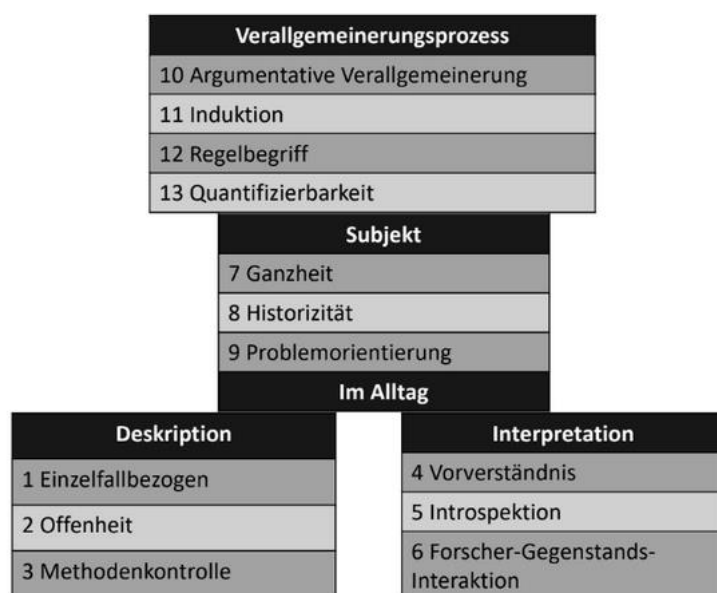 Verallgemeinerungsprozess
10 Argumentative Verallgemeinerung
11 Induktion
12 Regelbegriff
13 Quantifizierbarkeit
Subjekt
7 Ganzheit
8 Historizität
9 Problemorientierung
Im Alltag
Deskription
1 Einzelfallbezogen
2 Offenheit
3 Methodenkontrolle
Interpretation
4 Vorverständnis
5 Introspektion
6 Forscher-Gegenstands-
Interaktion